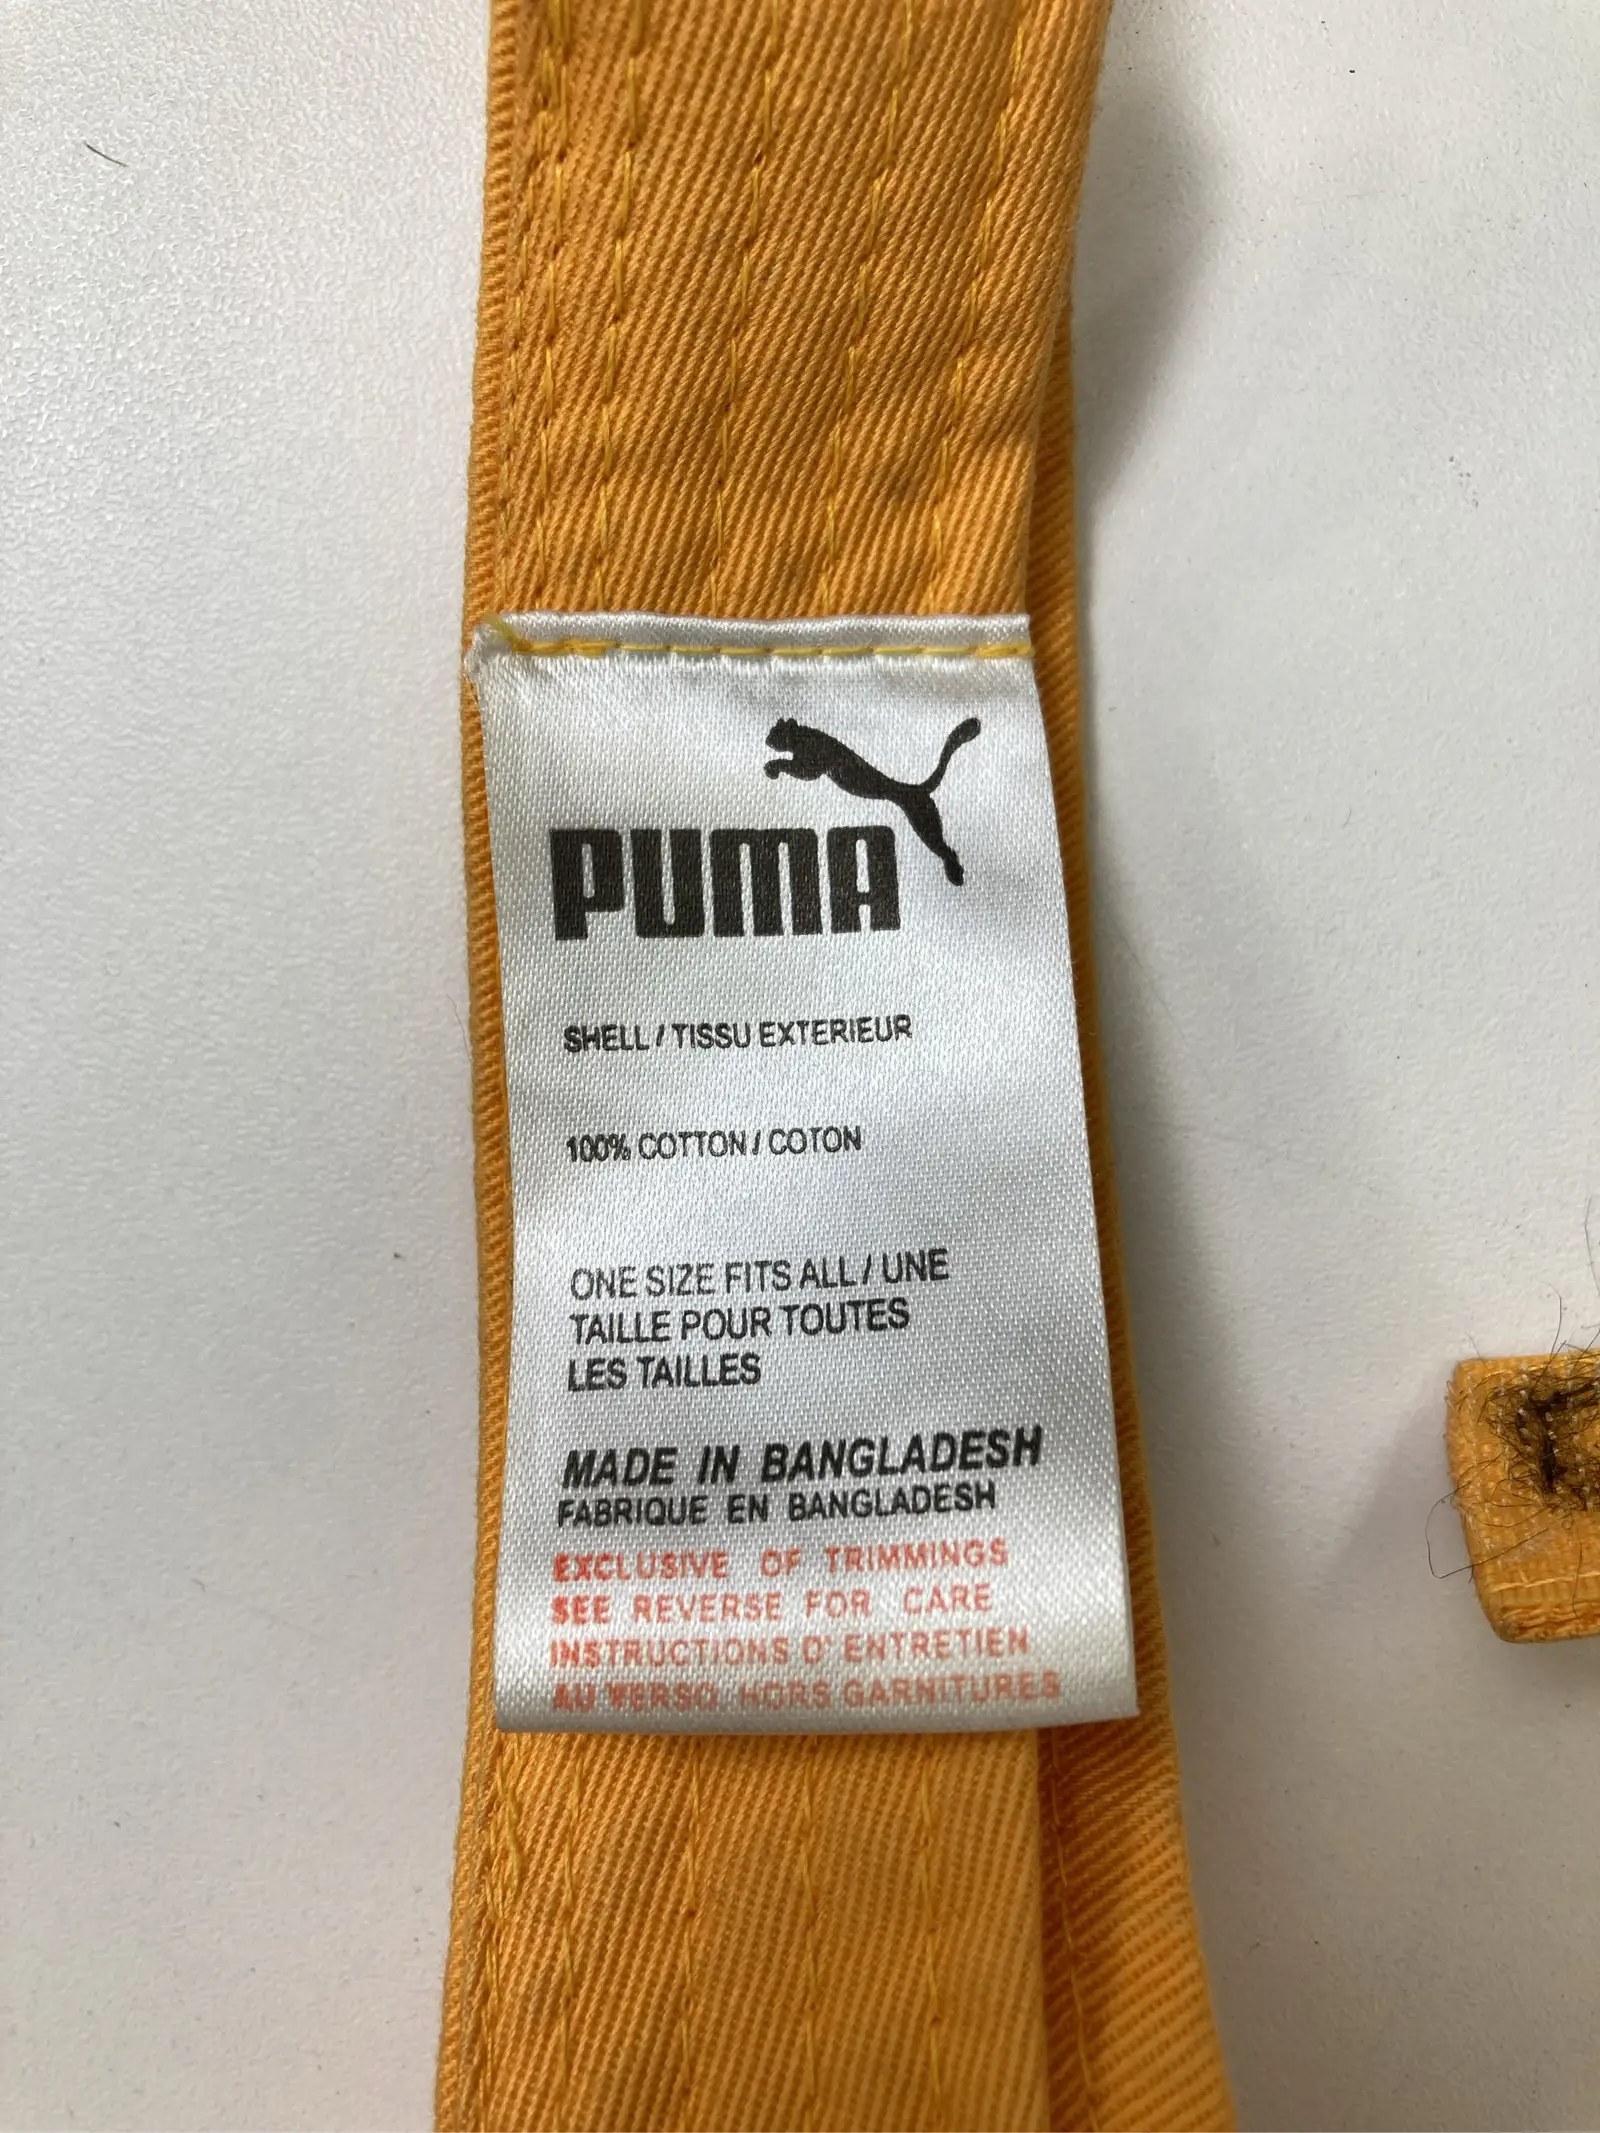 PUMA
SHELL / TISSU EXTERIEUR
100% COTTON / COTON
ONE SIZE FITS ALL / UNE
TAILLE POUR TOUTES
LES TAILLES
MADE IN BANGLADESH
FABRIQUE EN BANGLADESH
EXCLUSIVE OF TRIMMINGS
SEE REVERSE FOR CARE
INSTRUCTIONS D' ENTRETIEN
AU VERSO. HORS GARNITURES